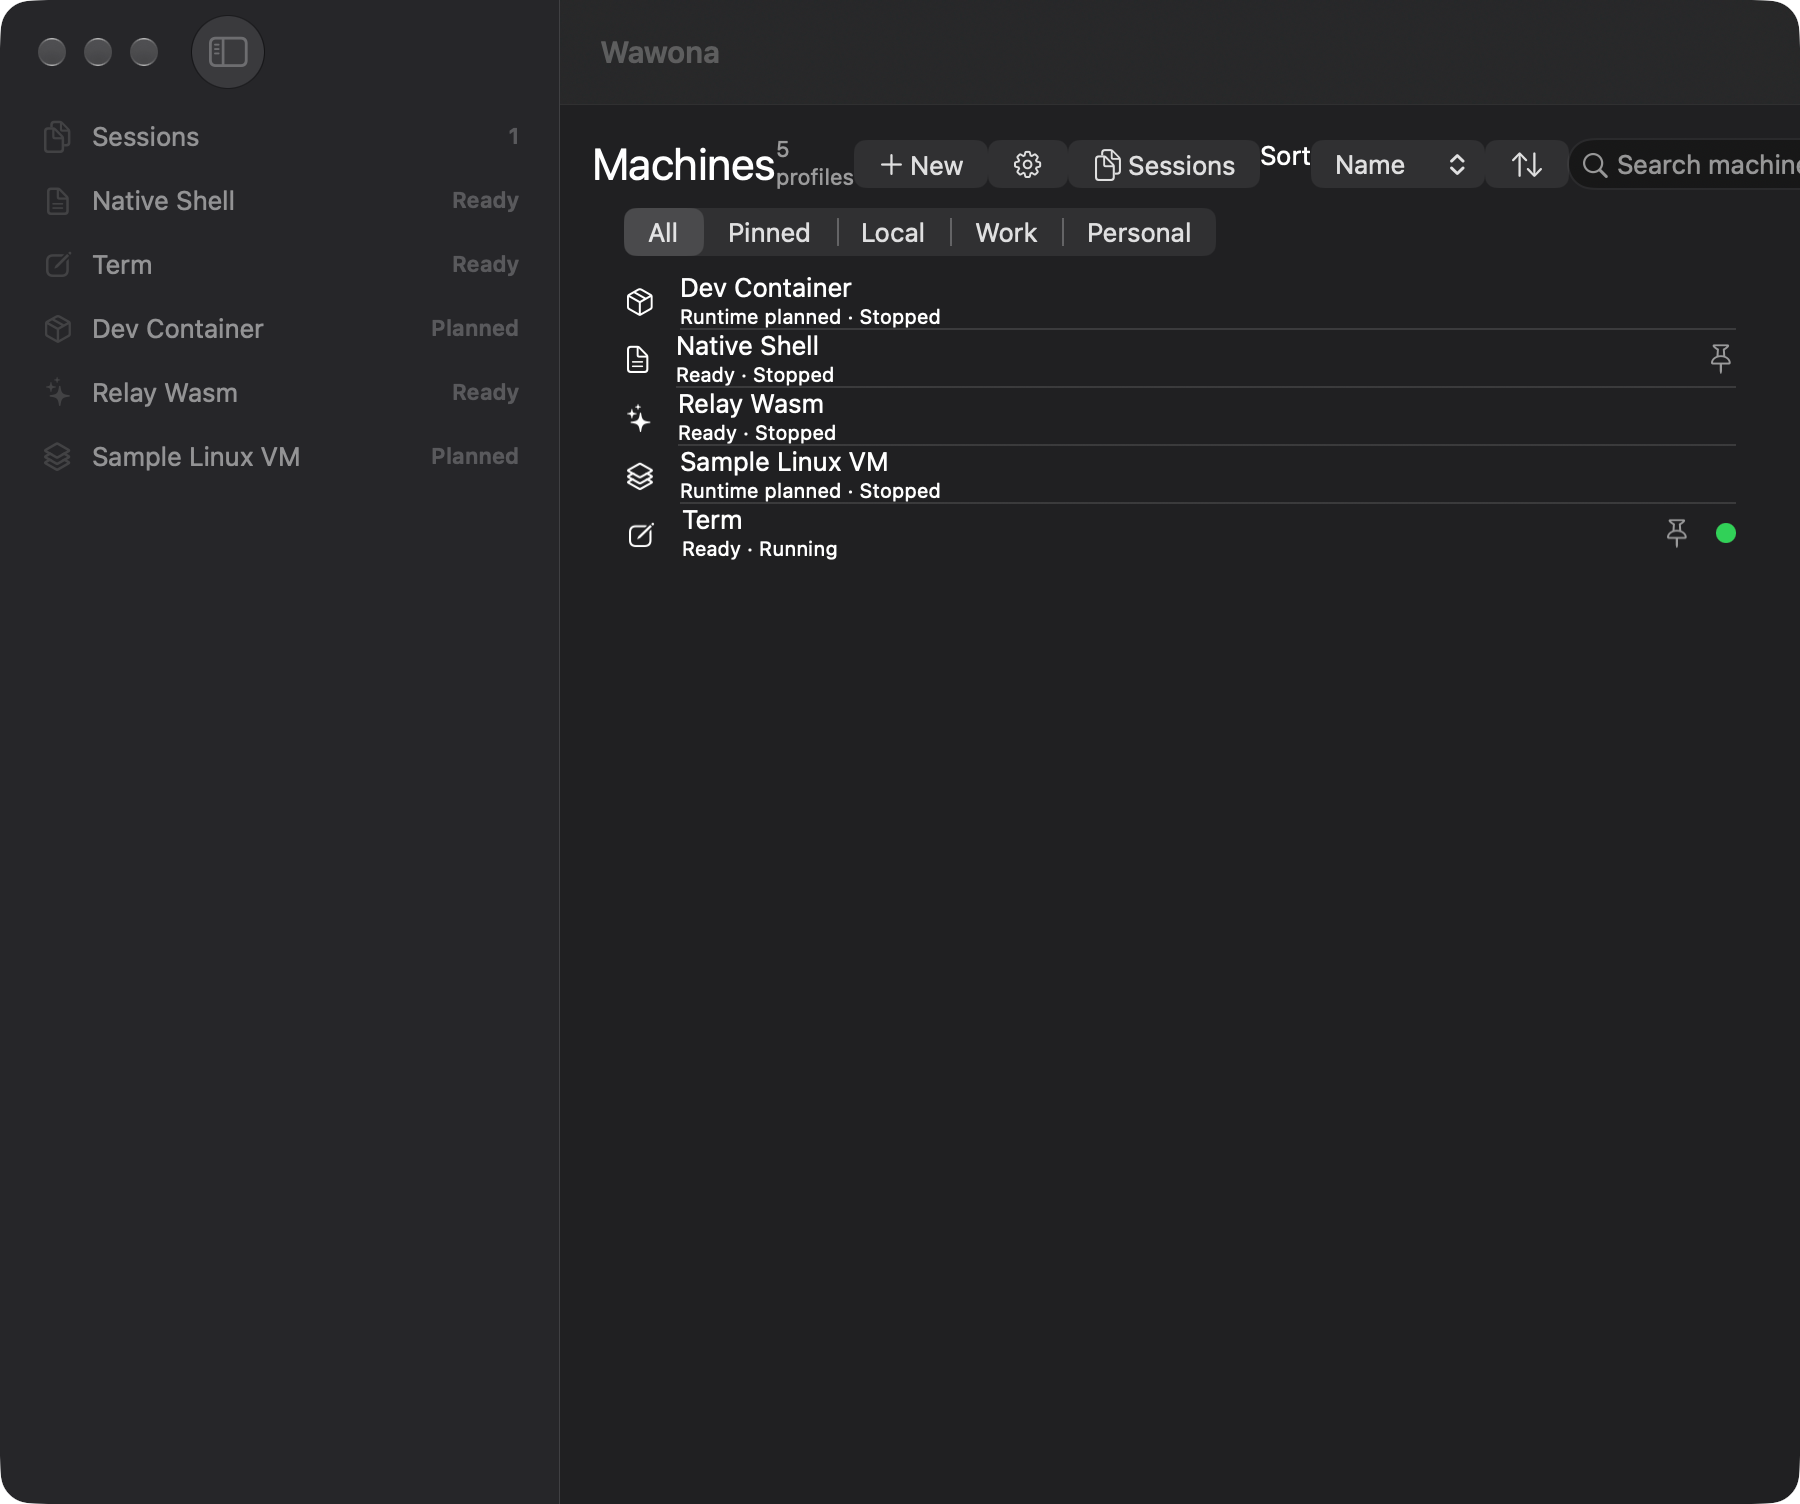 Wawona
Sessions 1
Native Shell Ready
Term Ready
Dev Container Planned
Relay Wasm Ready
Sample Linux VM Planned
Machines 5 profiles New Sessions Sort Name Search machine
All Pinned Local Work Personal
Dev Container
Runtime planned · Stopped
Native Shell
Ready · Stopped
Relay Wasm
Ready · Stopped
Sample Linux VM
Runtime planned · Stopped
Term
Ready · Running